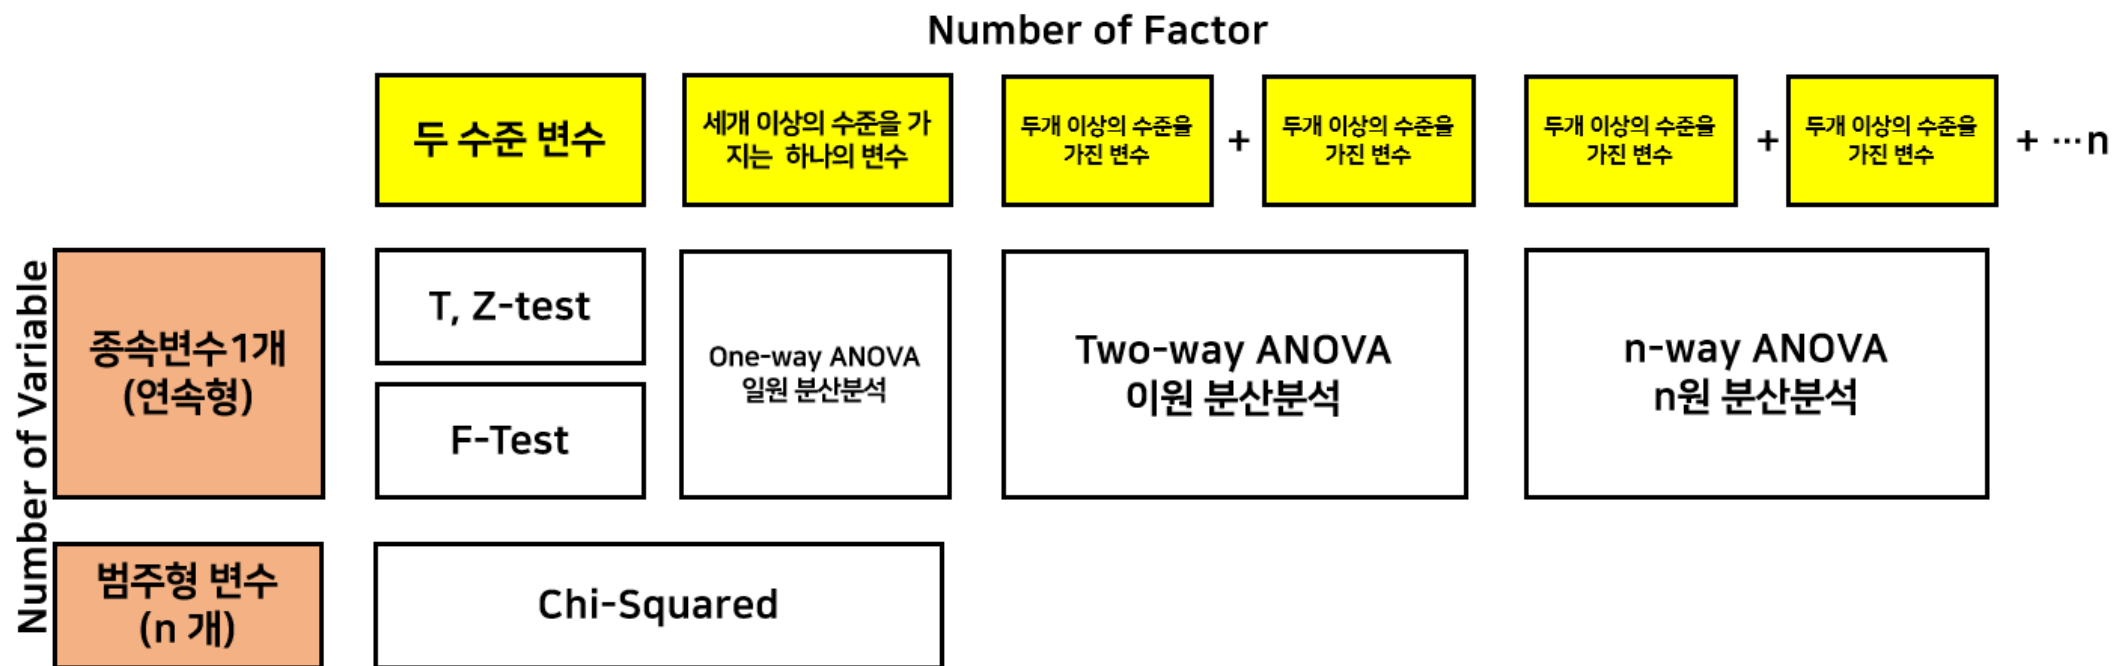 Number of Factor
두 수준 변수
세개 이상의 수준을 가
지는 하나의 변수
두개 이상의 수준을
가진 변수
+
두개 이상의 수준을
가진 변수
두개 이상의 수준을
가진 변수
+
두개 이상의 수준을
가진 변수
+ ···n
Number of Variable
종속변수1개
(연속형)
T, Z-test
F-Test
One-way ANOVA
일원 분산분석
Two-way ANOVA
이원 분산분석
n-way ANOVA
n원 분산분석
범주형 변수
(n 개)
Chi-Squared